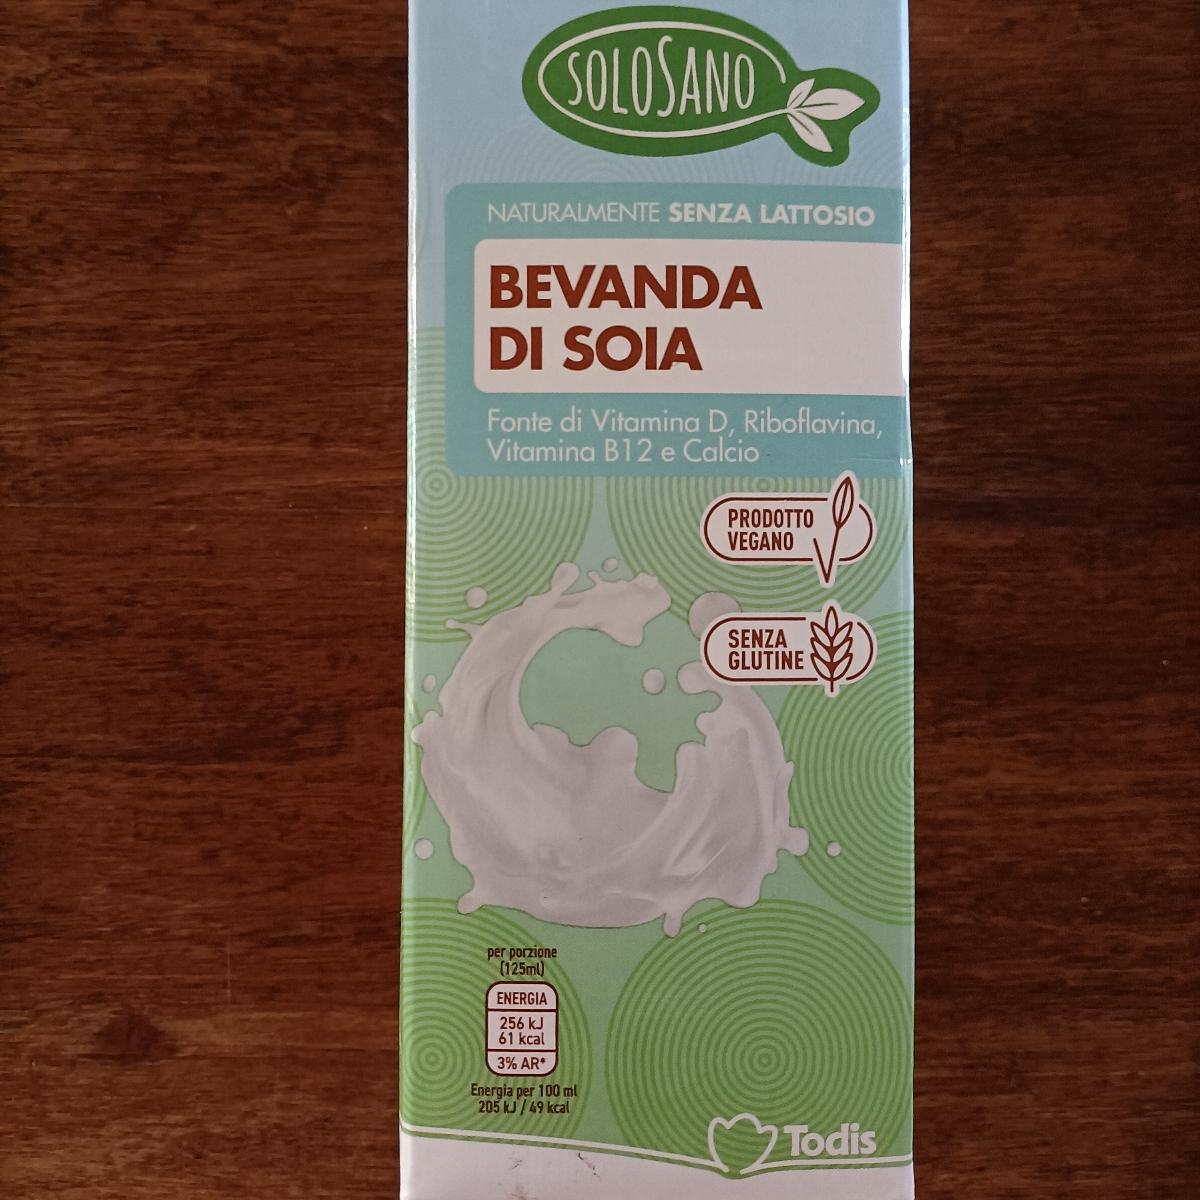 SOLOSANO
NATURALMENTE SENZA LATTOSIO
BEVANDA
DI SOIA
Fonte di Vitamina D, Riboflavina,
Vitamina B12 e Calcio
PRODOTTO
VEGANO
SENZA
GLUTINE
per porzione
(125ml)
ENERGIA
256 kJ
61 kcal
3% AR*
Energia per 100 ml
205 kJ / 49 kcal
Todis